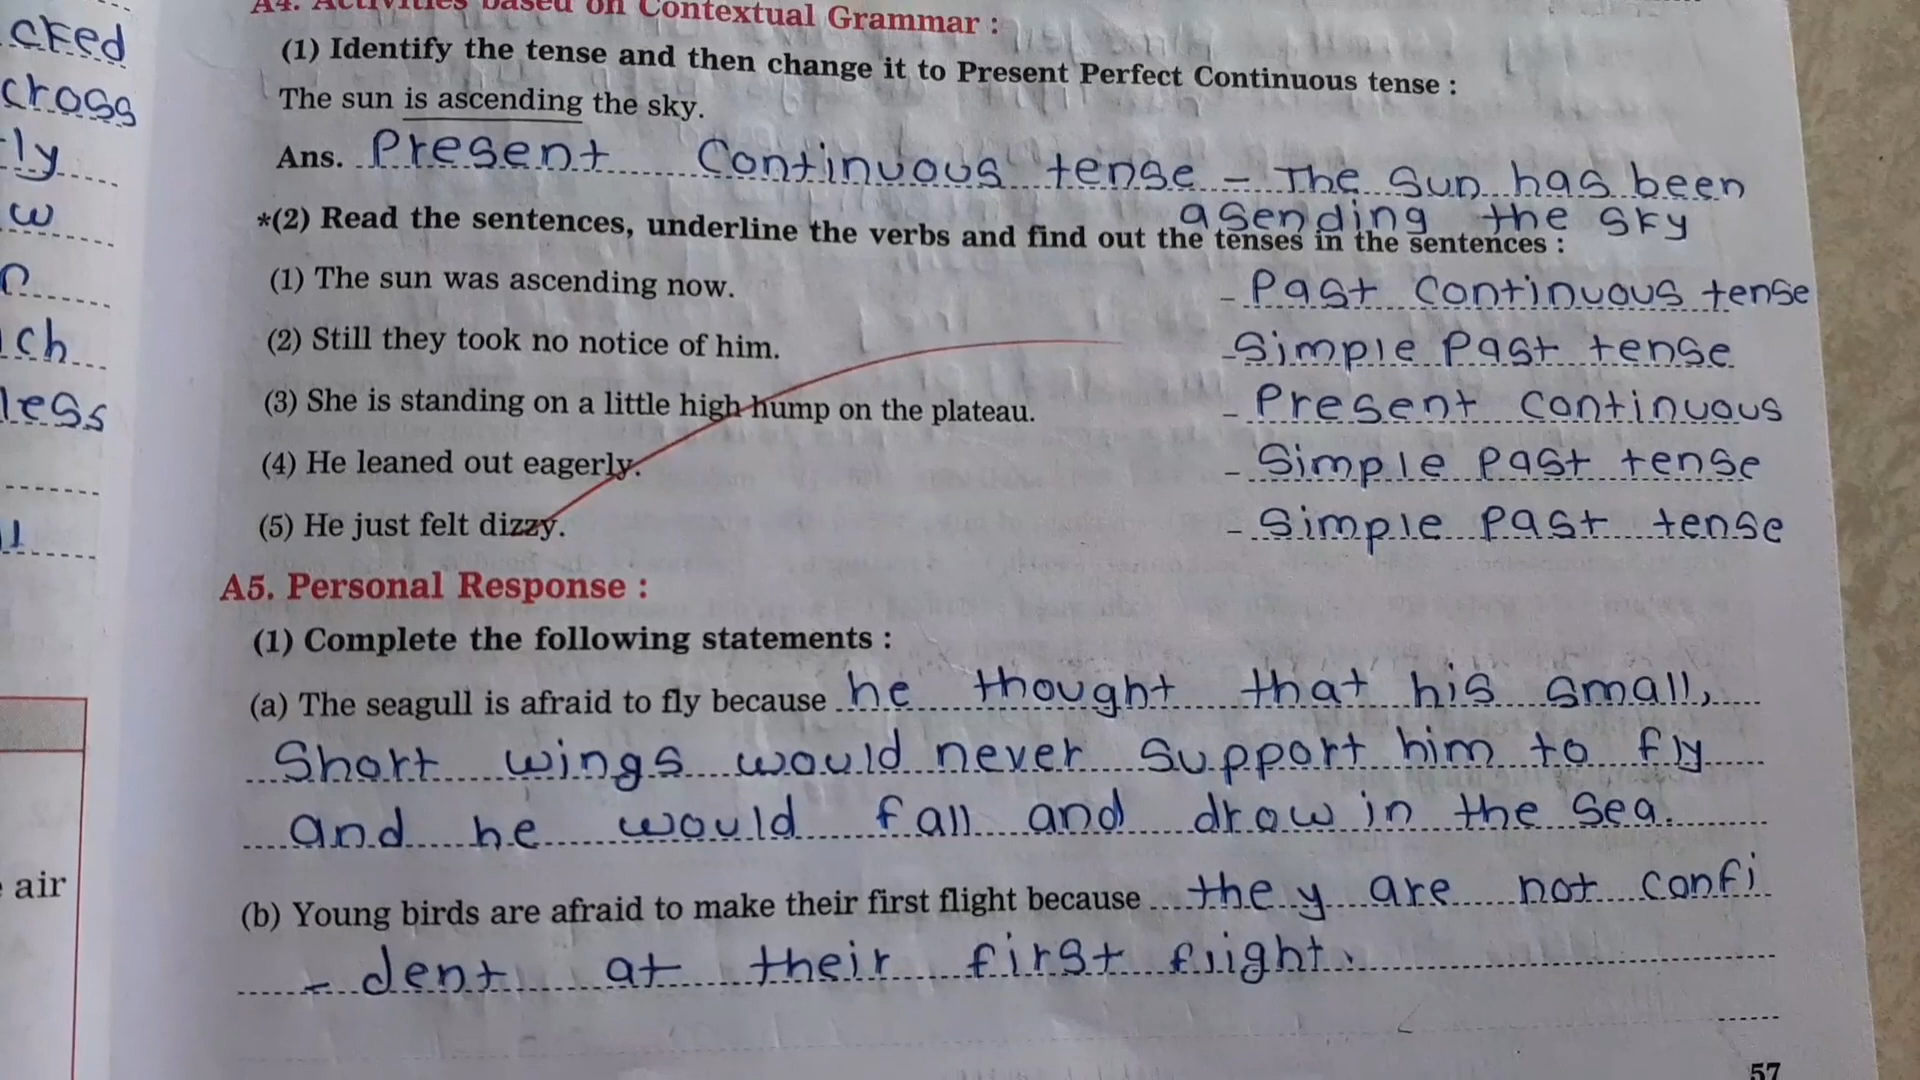 cked
cross
ly
w
ch
less
air
A4. Activities based on Contextual Grammar :
(1) Identify the tense and then change it to Present Perfect Continuous tense :
The sun is ascending the sky.
Ans. Present Continuous tense - The sun has been
asending the sky
*(2) Read the sentences, underline the verbs and find out the tenses in the sentences :
(1) The sun was ascending now. - Past continuous tense
(2) Still they took no notice of him. - Simple Past tense
(3) She is standing on a little high hump on the plateau. - Present continuous
(4) He leaned out eagerly. - Simple Past tense
(5) He just felt dizzy. - Simple Past tense
A5. Personal Response :
(1) Complete the following statements :
(a) The seagull is afraid to fly because he thought that his small,
Short wings would never support him to fly
and he would fall and drow in the sea.
(b) Young birds are afraid to make their first flight because they are not confi
- dent at their first flight.
57